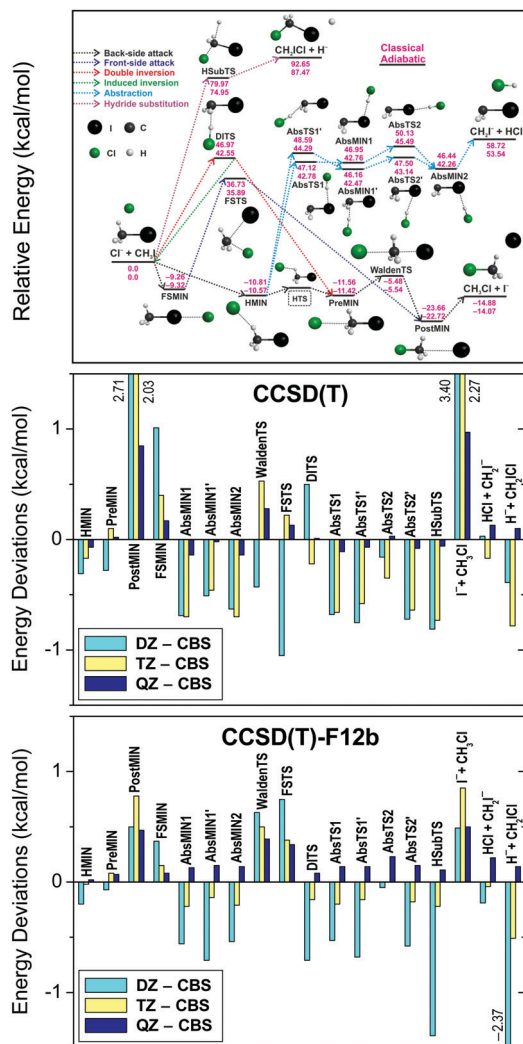 Relative Energy (kcal/mol)
Back-side attack
Front-side attack
Double inversion
Induced inversion
Abstraction
Hydride substitution
I
C
Cl
H
Classical
Adiabatic
CH₂ICl + H⁻
92.65
87.47
HSubTS
79.97
74.95
DITS
46.97
42.55
36.73
35.89
FSTS
AbsTS1'
48.59
44.29
47.12
42.78
AbsTS1
AbsMIN1
46.95
42.76
46.16
42.47
AbsMIN1'
AbsTS2
50.13
45.49
47.50
43.14
AbsTS2'
46.44
42.26
AbsMIN2
CH₂I⁻ + HCl
58.72
53.54
Cl⁻ + CH₃I
0.0
0.0
−9.26
−9.32
FSMIN
−10.81
−10.57
HMIN
HTS
−11.56
−11.42
PreMIN
WaldenTS
−5.48
−5.54
−23.66
−22.72
PostMIN
CH₃Cl + I⁻
−14.88
−14.07
CCSD(T)
Energy Deviations (kcal/mol)
1
0
-1
HMIN
PreMIN
2.71
2.03
PostMIN
FSMIN
AbsMIN1
AbsMIN1'
AbsMIN2
WaldenTS
FSTS
DITS
AbsTS1
AbsTS1'
AbsTS2
AbsTS2'
HSubTS
3.40
2.27
I⁻ + CH₃Cl
HCl + CH₂I⁻
H⁻ + CH₂ICl
DZ – CBS
TZ – CBS
QZ – CBS
CCSD(T)-F12b
Energy Deviations (kcal/mol)
1
0
-1
HMIN
PreMIN
PostMIN
FSMIN
AbsMIN1
AbsMIN1'
AbsMIN2
WaldenTS
FSTS
DITS
AbsTS1
AbsTS1'
AbsTS2
AbsTS2'
HSubTS
I⁻ + CH₃Cl
HCl + CH₂I⁻
H⁻ + CH₂ICl
−2.37
DZ – CBS
TZ – CBS
QZ – CBS